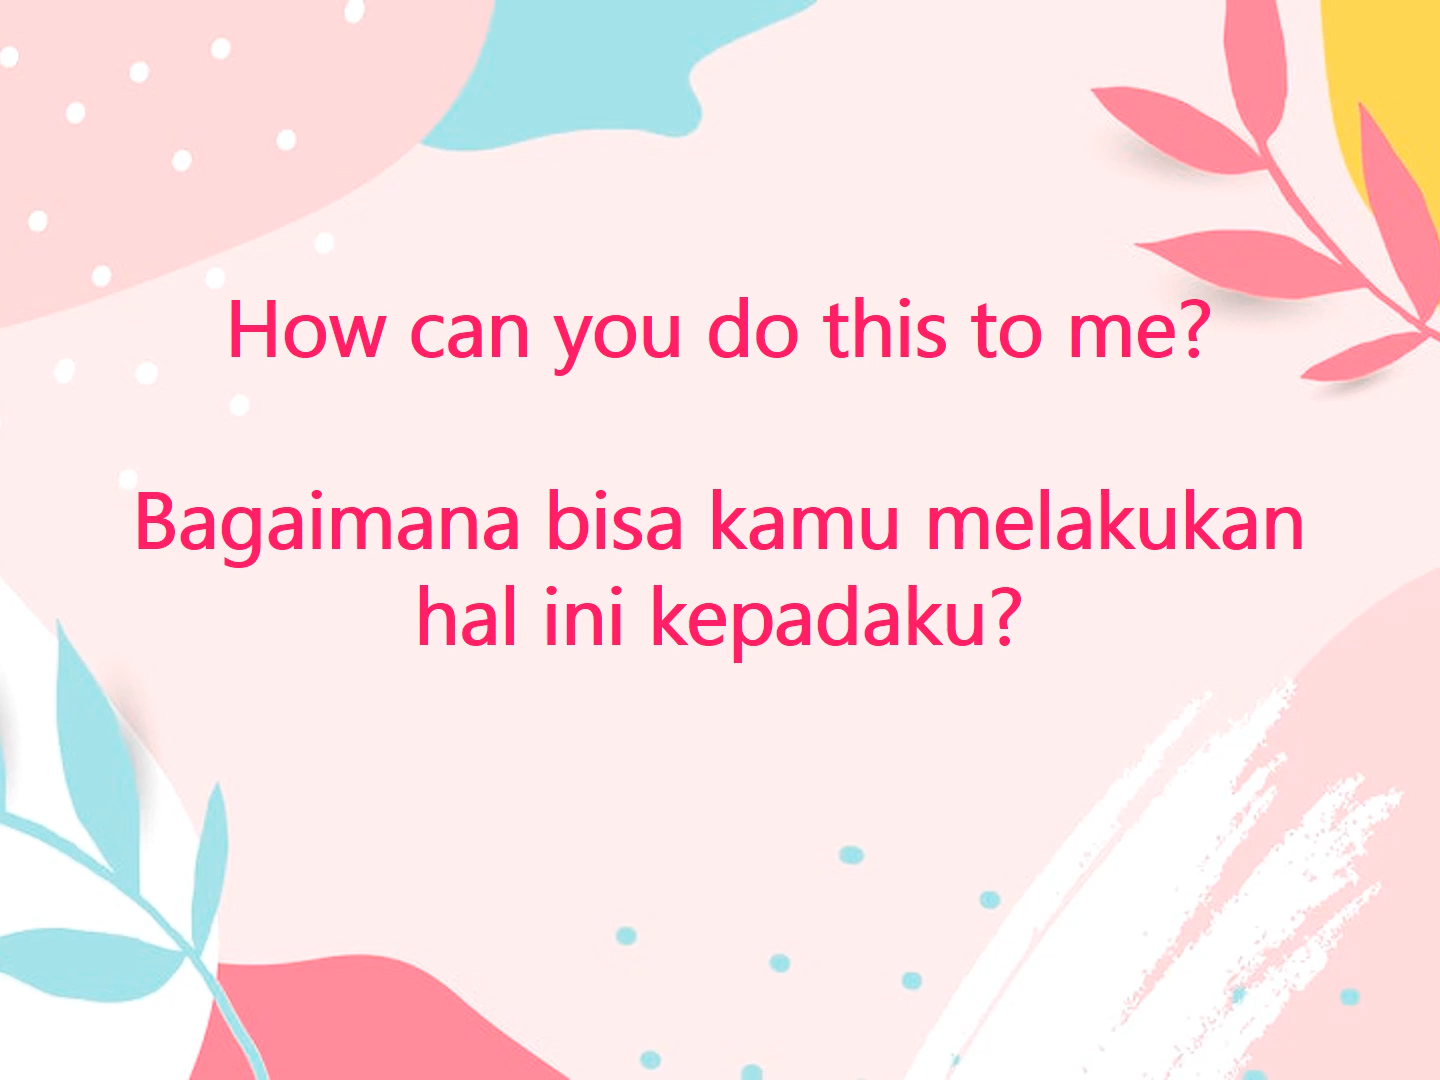 How can you do this to me?
Bagaimana bisa kamu melakukan
hal ini kepadaku?